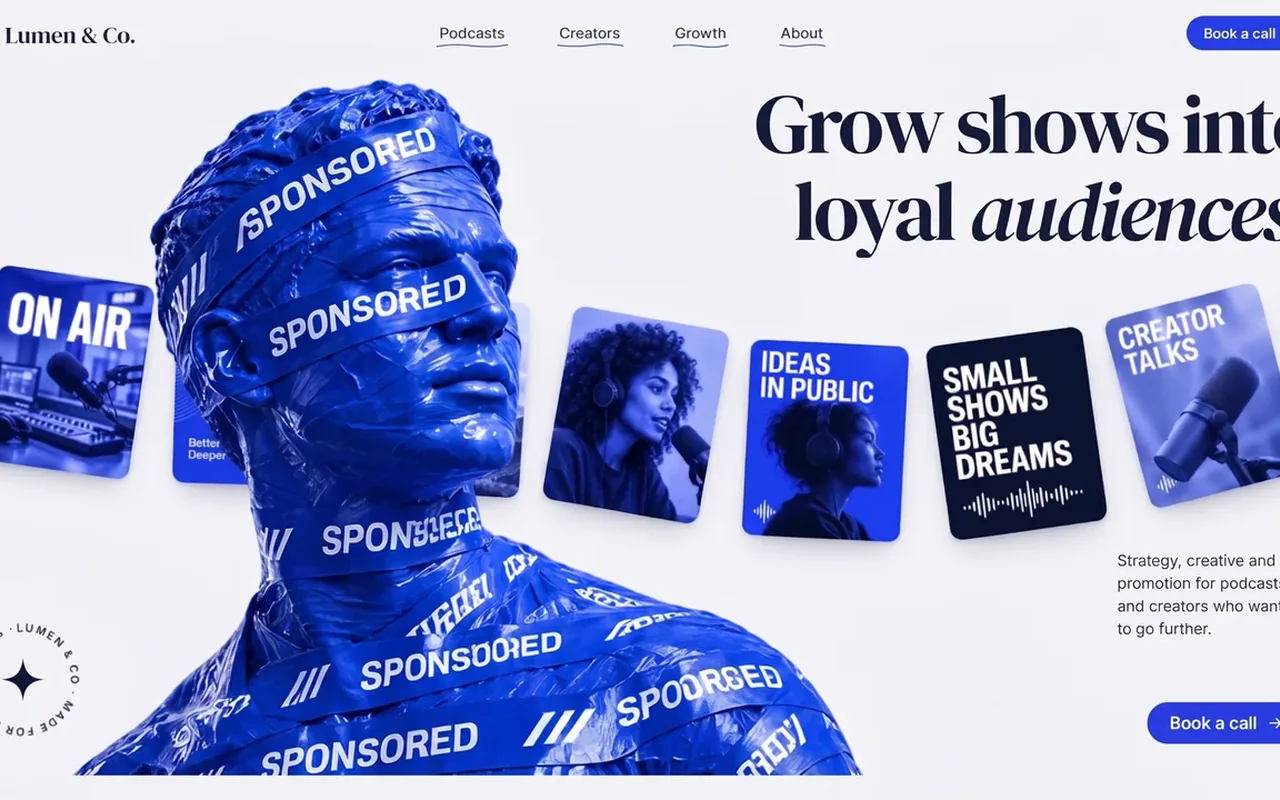 Lumen & Co.
Podcasts
Creators
Growth
About
Book a call
Grow shows into
loyal audiences
ON AIR
SPONSORED
SPONSORED
Better
Deeper
IDEAS
IN PUBLIC
SMALL
SHOWS
BIG
DREAMS
CREATOR
TALKS
SPONSOORED
SPOORGED
SPONSORED
Strategy, creative and
promotion for podcasts
and creators who want
to go further.
· LUMEN & CO · MADE FOR
Book a call →